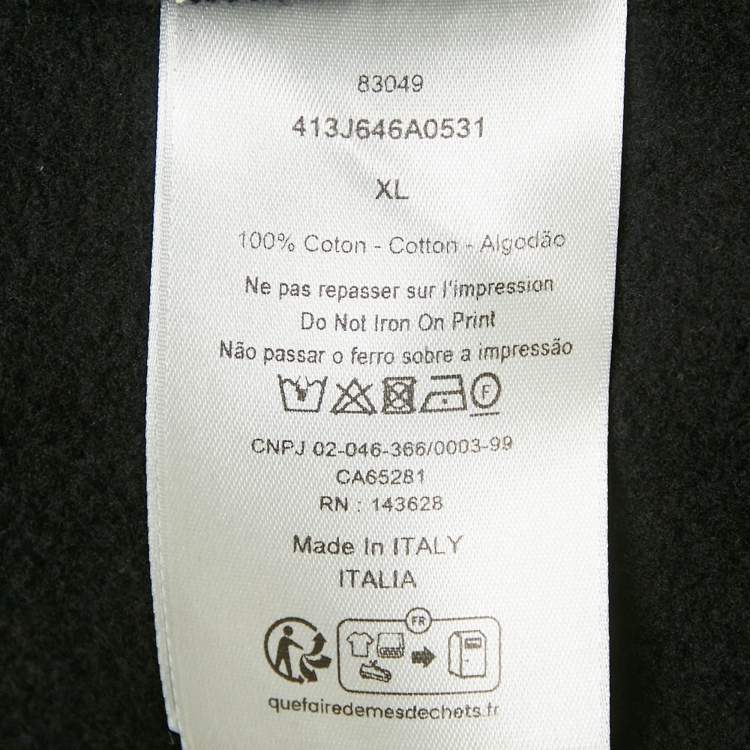 83049
413J646A0531
XL
100% Coton - Cotton - Algodão
Ne pas repasser sur l'impression
Do Not Iron On Print
Não passar o ferro sobre a impressão
F
CNPJ 02-046-366/0003-99
CA65281
RN : 143628
Made In ITALY
ITALIA
FR
quefairedemesdechets.fr